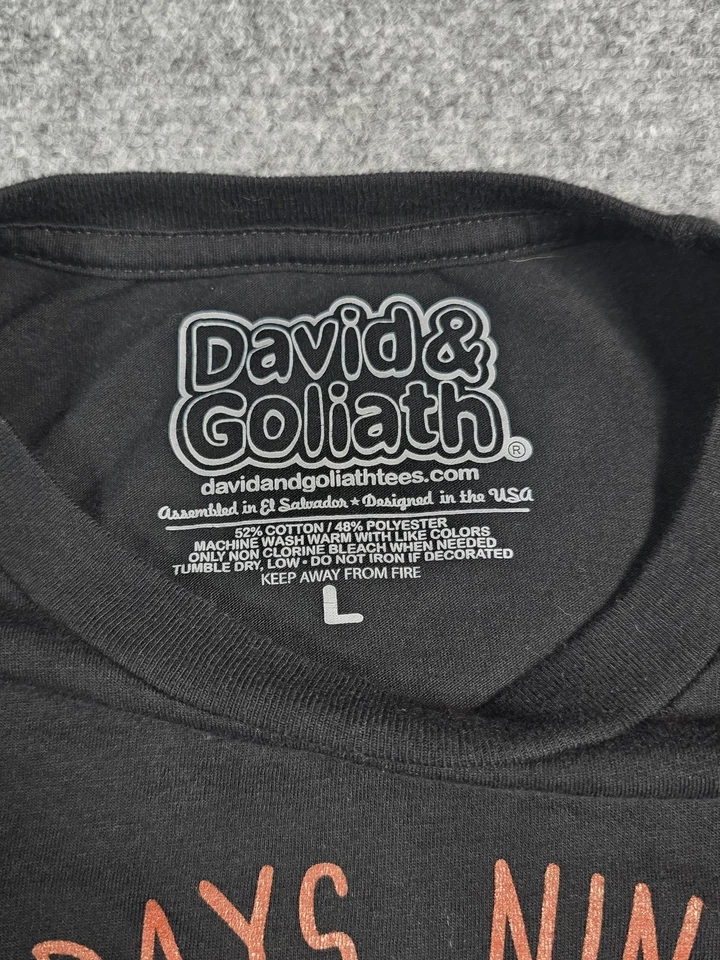 David &
Goliath®
davidandgoliathtees.com
Assembled in El Salvador ★ Designed in the USA
52% COTTON / 48% POLYESTER
MACHINE WASH WARM WITH LIKE COLORS
ONLY NON CLORINE BLEACH WHEN NEEDED
TUMBLE DRY, LOW • DO NOT IRON IF DECORATED
KEEP AWAY FROM FIRE
L
DAYS NIN